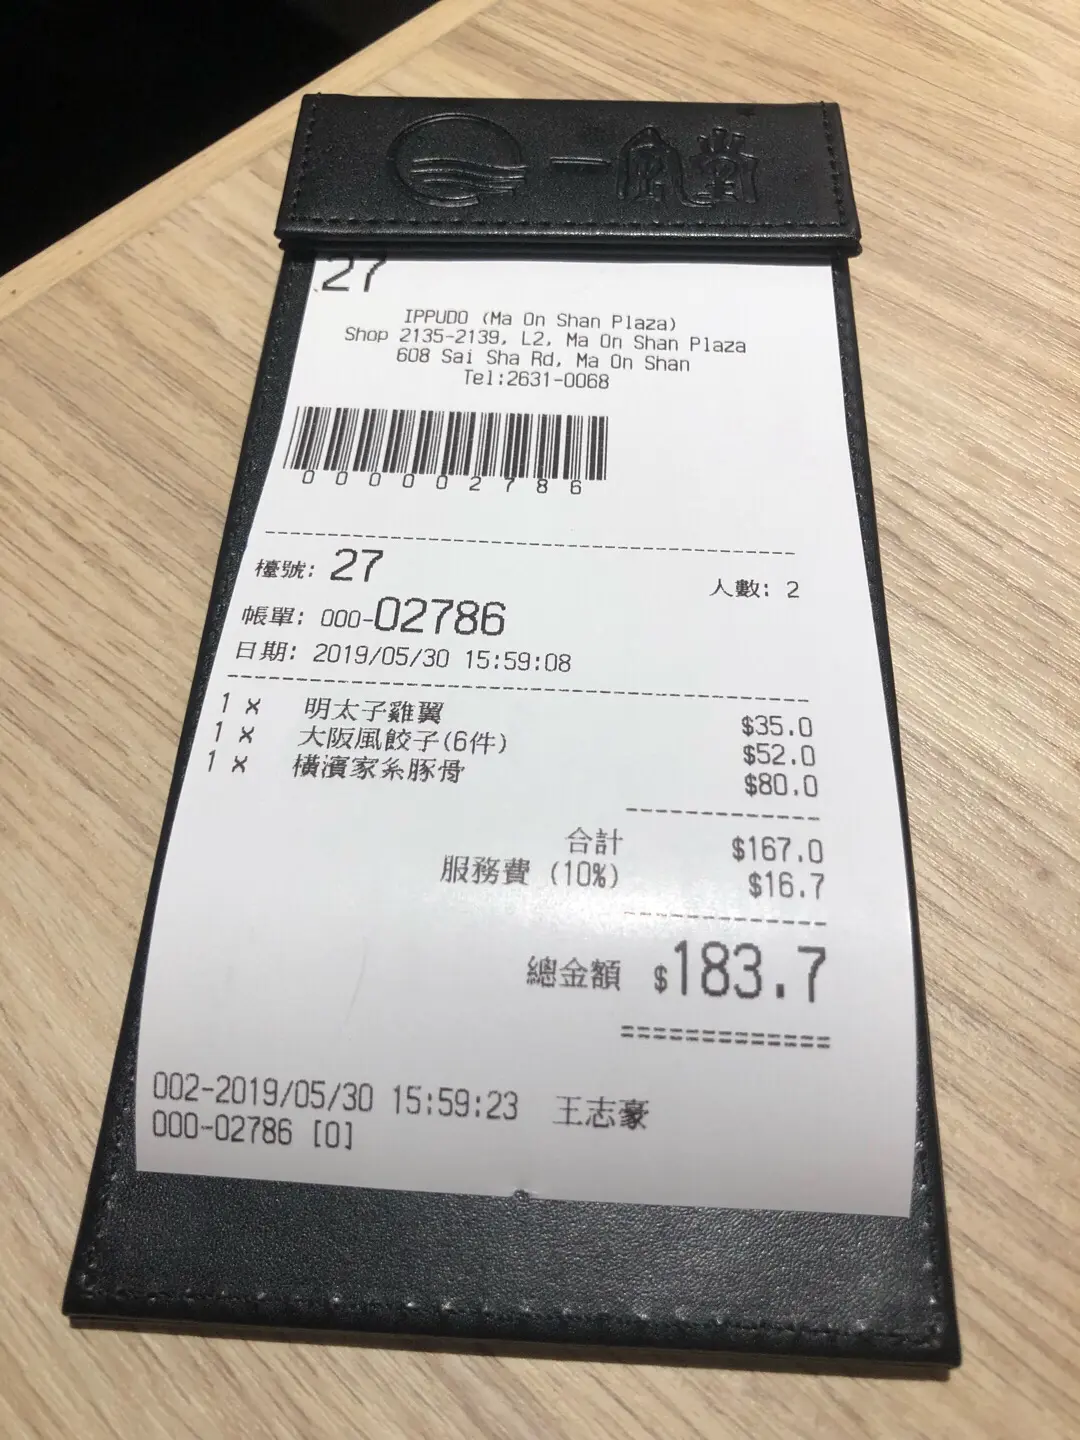 一風堂
27
IPPUDO (Ma On Shan Plaza)
Shop 2135-2139, L2, Ma On Shan Plaza
608 Sai Sha Rd, Ma On Shan
Tel:2631-0068
000002786
檯號: 27 人數: 2
帳單: 000-02786
日期: 2019/05/30 15:59:08
1 x 明太子雞翼 $35.0
1 x 大阪風餃子(6件) $52.0
1 x 橫濱家系豚骨 $80.0
合計 $167.0
服務費 (10%) $16.7
總金額 $183.7
002-2019/05/30 15:59:23 王志豪
000-02786 [0]